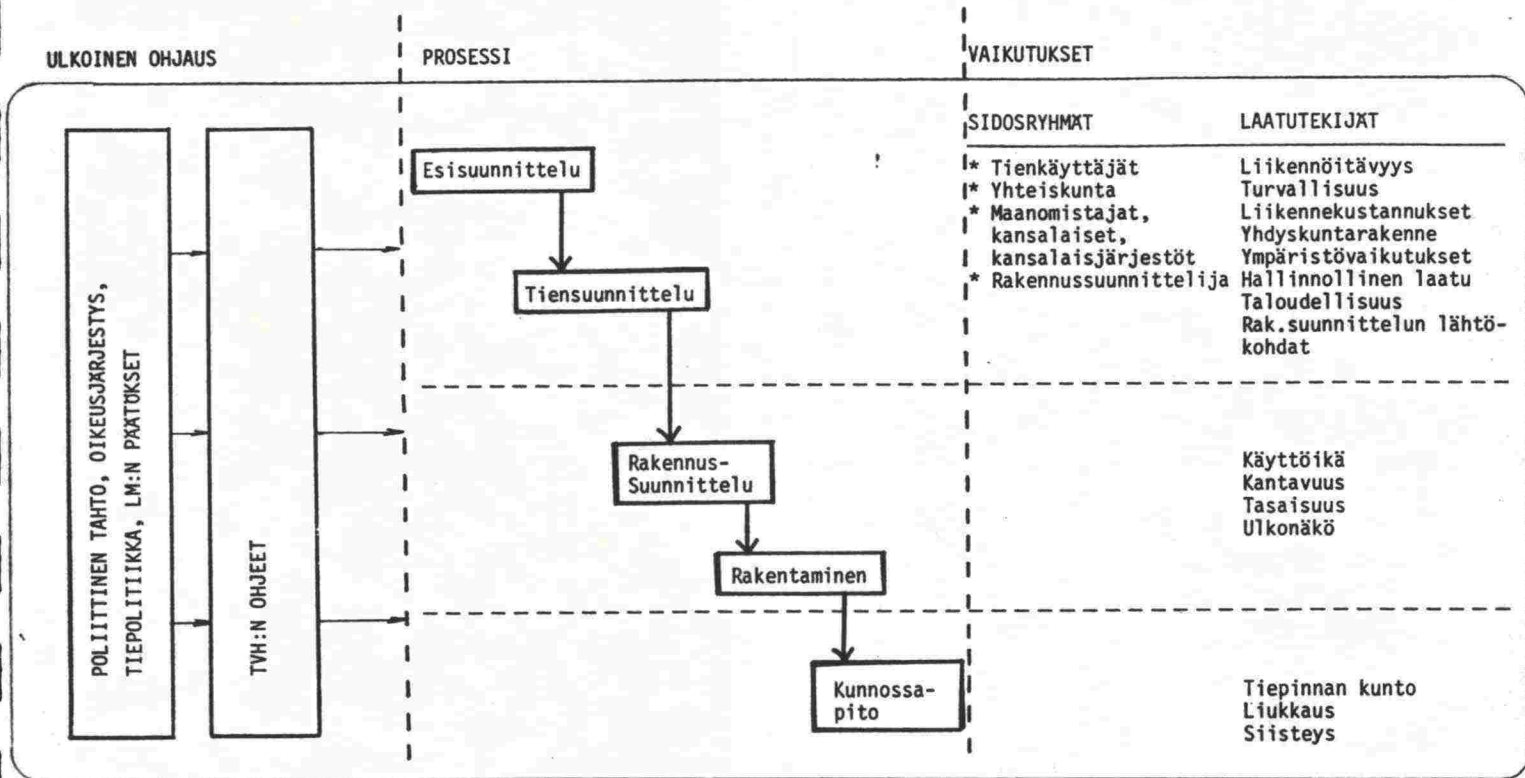 ULKOINEN OHJAUS
PROSESSI
VAIKUTUKSET
POLIITTINEN TAHTO, OIKEUSJÄRJESTYS,
TIEPOLITIIKKA, LM:N PÄÄTÖKSET
TVH:N OHJEET
Esisuunnittelu
Tiensuunnittelu
Rakennus-
Suunnittelu
Rakentaminen
Kunnossa-
pito
SIDOSRYHMÄT
* Tienkäyttäjät
* Yhteiskunta
* Maanomistajat,
kansalaiset,
kansalaisjärjestöt
* Rakennussuunnittelija
LAATUTEKIJÄT
Liikennöitävyys
Turvallisuus
Liikennekustannukset
Yhdyskuntarakenne
Ympäristövaikutukset
Hallinnollinen laatu
Taloudellisuus
Rak.suunnittelun lähtö-
kohdat
Käyttöikä
Kantavuus
Tasaisuus
Ulkonäkö
Tiepinnan kunto
Liukkaus
Siisteys